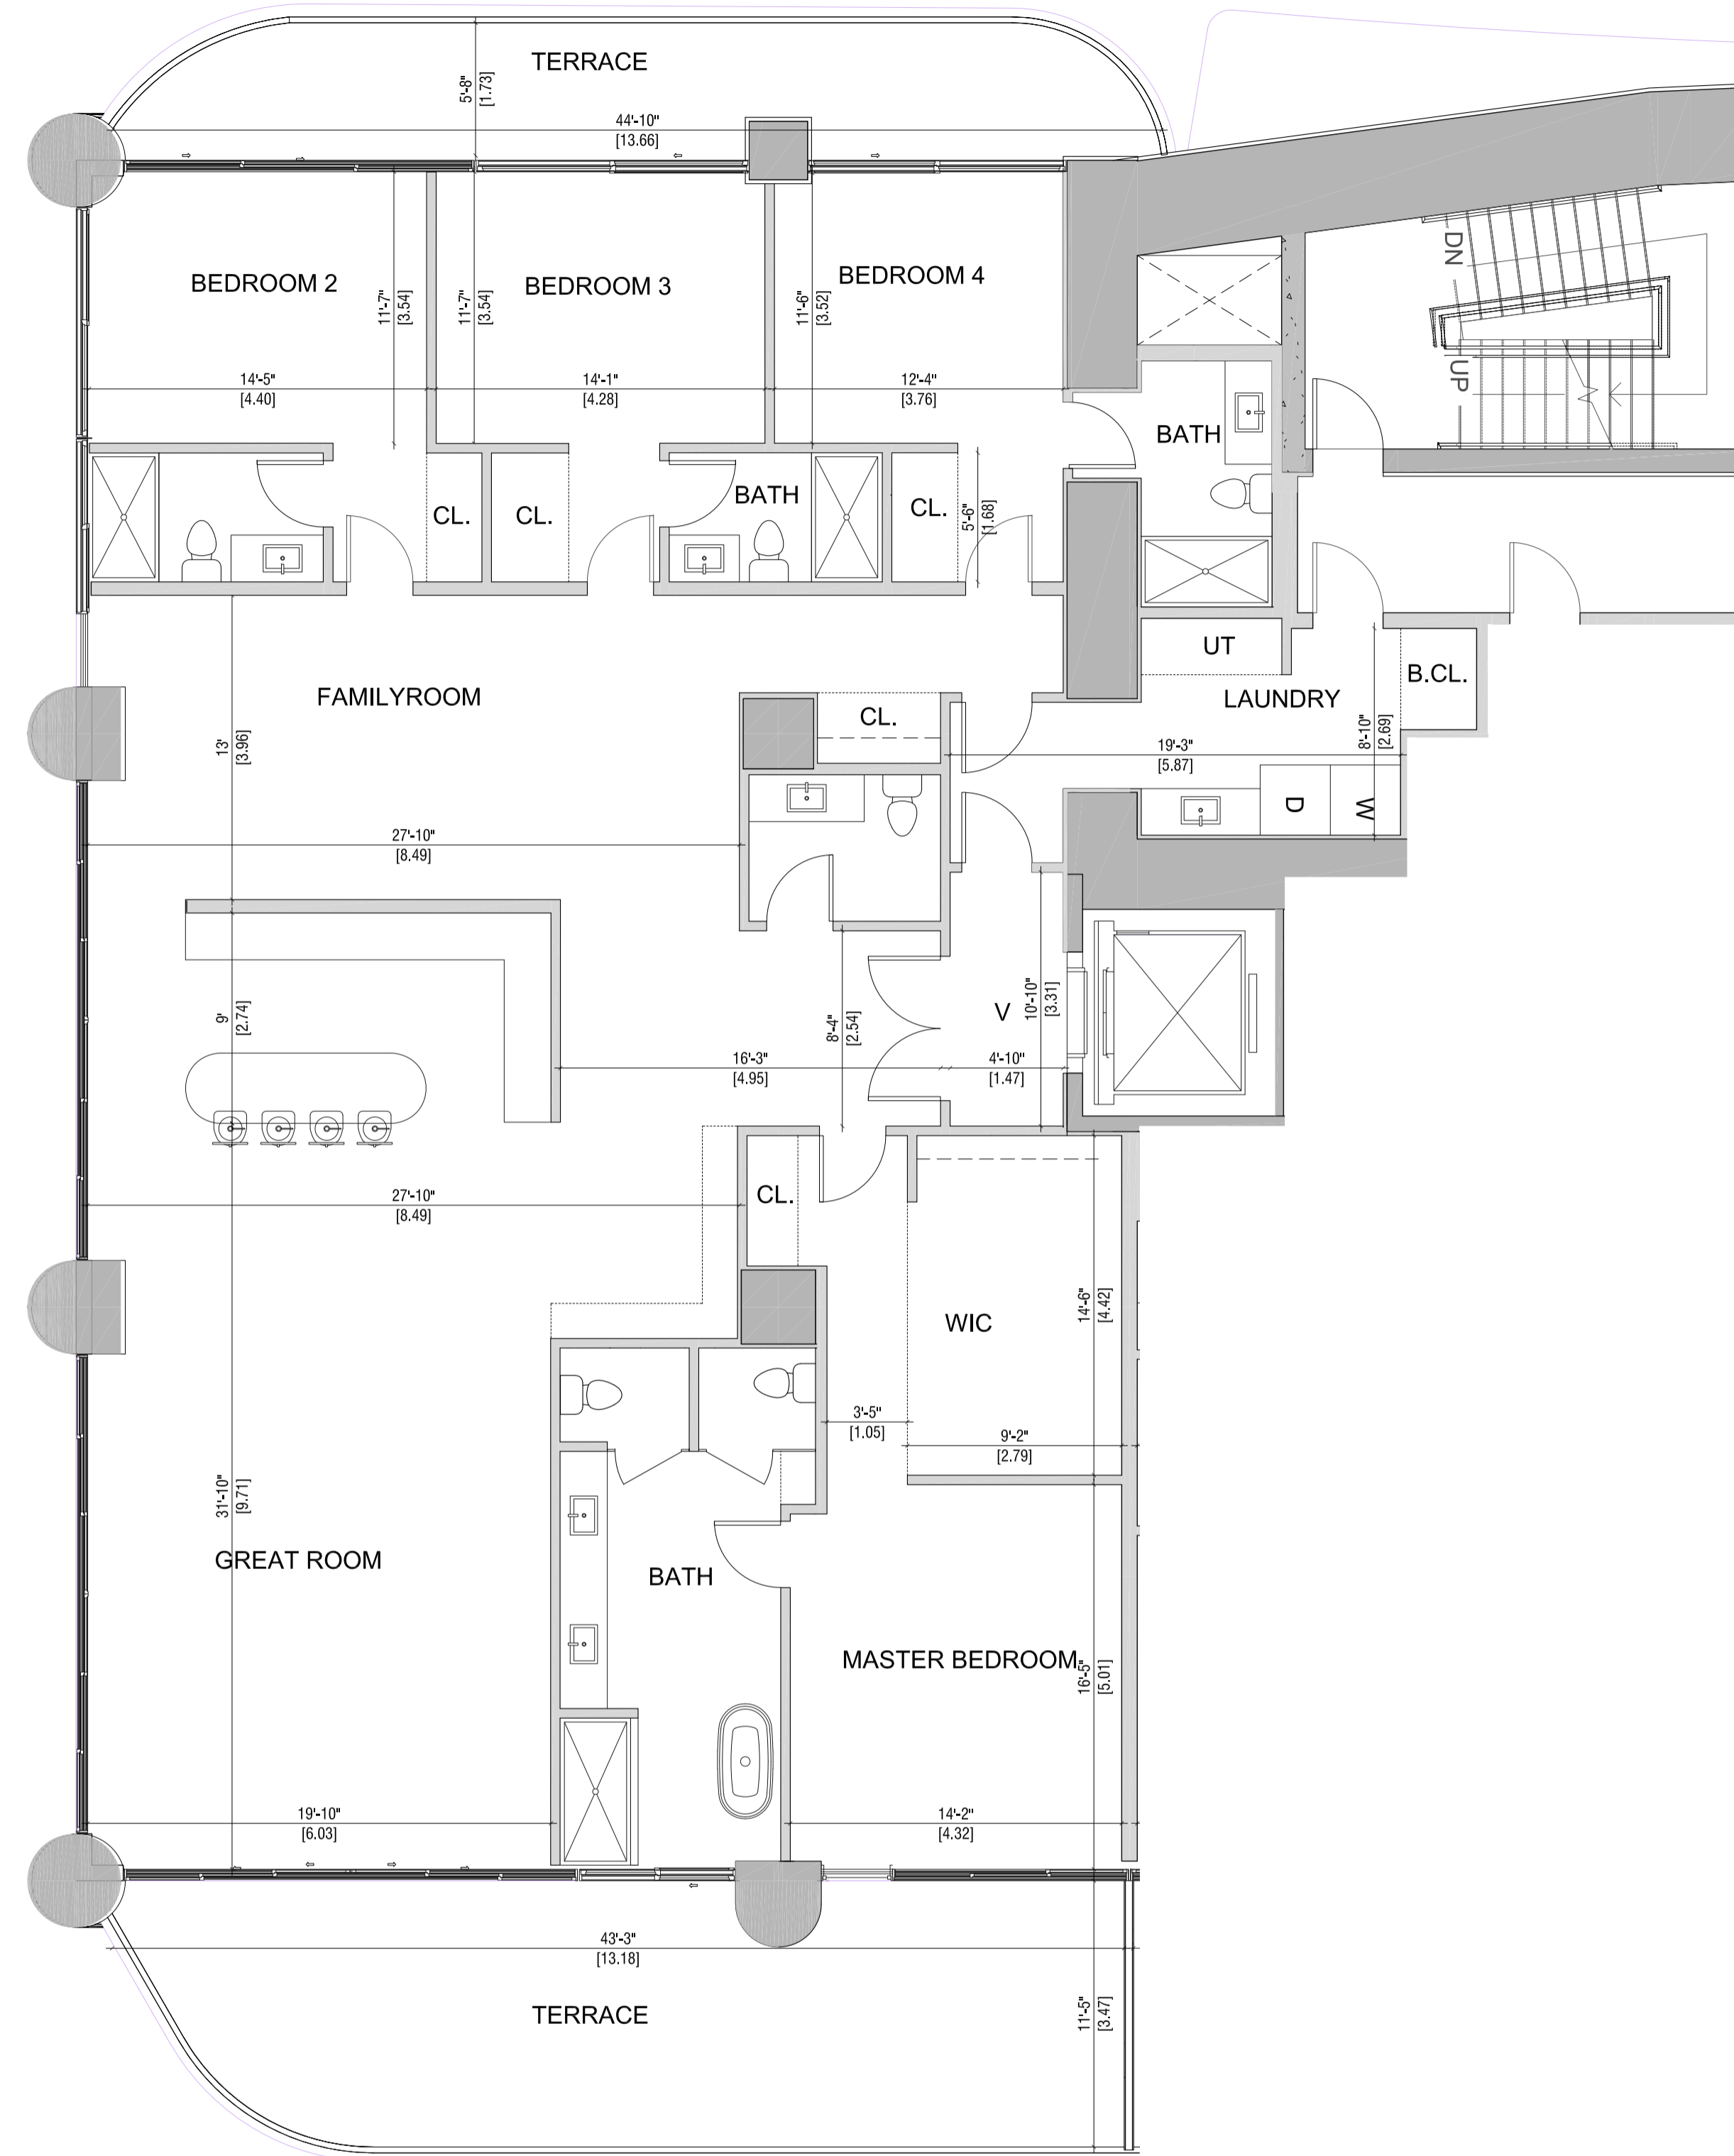 TERRACE
5'-8"
[1.73]
44'-10"
[13.66]
DN
UP
BEDROOM 2
BEDROOM 3
BEDROOM 4
11'-7"
[3.54]
11'-7"
[3.54]
11'-6"
[3.52]
14'-5"
[4.40]
14'-1"
[4.28]
12'-4"
[3.76]
BATH
CL.
CL.
BATH
CL.
5'-6"
[1.68]
UT
LAUNDRY
B.CL.
FAMILYROOM
CL.
13'
[3.96]
19'-3"
[5.87]
8'-10"
[2.69]
D
W
27'-10"
[8.49]
9'
[2.74]
8'-4"
[2.54]
V
10'-10"
[3.31]
16'-3"
[4.95]
4'-10"
[1.47]
CL.
27'-10"
[8.49]
WIC
14'-6"
[4.42]
3'-5"
[1.05]
9'-2"
[2.79]
31'-10"
[9.71]
GREAT ROOM
BATH
MASTER BEDROOM
16'-5"
[5.01]
19'-10"
[6.03]
14'-2"
[4.32]
43'-3"
[13.18]
TERRACE
11'-5"
[3.47]